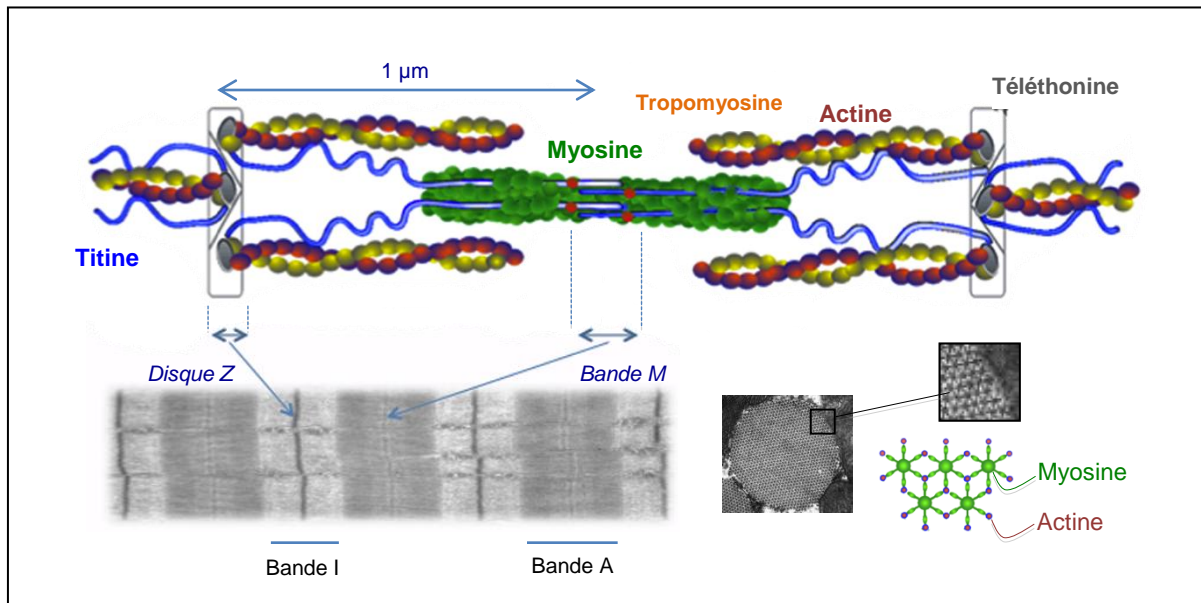 1 µm
Téléthonine
Tropomyosine
Actine
Myosine
Titine
Disque Z
Bande M
Myosine
Actine
Bande I
Bande A